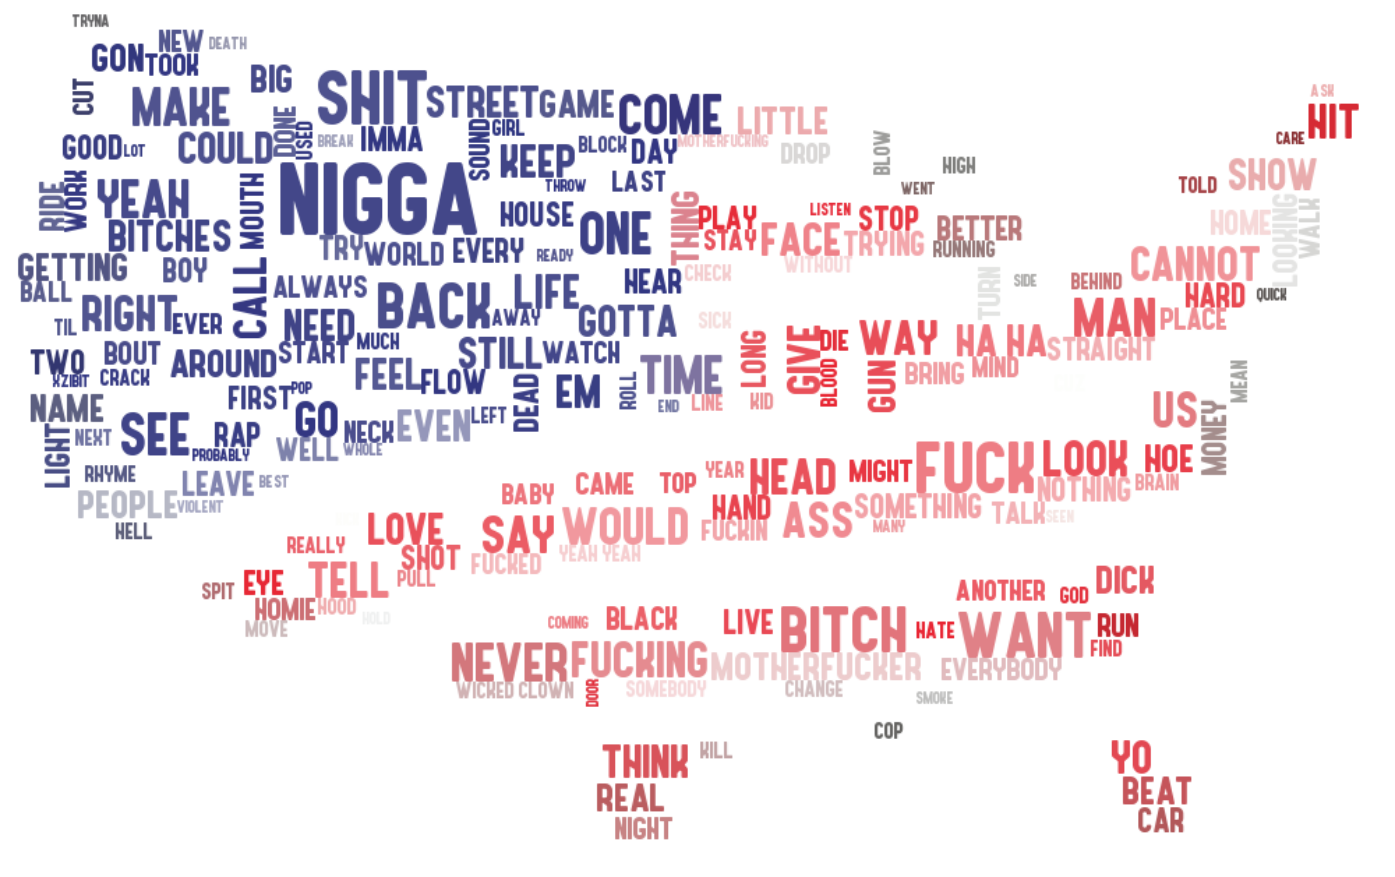 TRYNA
NEW DEATH
GON TOOK
BIG
CUT
MAKE
SHIT STREET GAME COME LITTLE
ASK
HIT
CARE
DONE
USED
BREAK IMMA
SOUND
GIRL
MOTHERFUCKING
GOOD LOT COULD
KEEP BLOCK DAY
DROP
BLOW
HIGH
RIDE
WORK
YEAH
MOUTH
NIGGA
THROW LAST
WENT
TOLD SHOW
BITCHES
HOUSE ONE
THING
PLAY LISTEN STOP BETTER
HOME
LOOKING
WALK
TRY WORLD EVERY READY
STAY FACE TRYING RUNNING
WITHOUT
GETTING BOY
CALL
ALWAYS
BACK LIFE
HEAR CHECK
TURN
SIDE
BEHIND
CANNOT
HARD QUICK
BALL
TIL RIGHT EVER
NEED
AWAY GOTTA SICK
MAN PLACE
TWO BOUT AROUND START MUCH
STILL WATCH
LONG
GIVE
DIE WAY HA HA STRAIGHT
XZIBIT CRACK
FEEL FLOW
DEAD
EM
ROLL
TIME
BLOOD
GUN
BRING MIND
MEAN
FIRST POP
END LINE KID
NAME
GO
NECK EVEN LEFT
US
MONEY
LIGHT
NEXT SEE RAP
PROBABLY
WELL WHOLE
RHYME LEAVE BEST
YEAR HEAD MIGHT FUCK LOOK HOE
PEOPLE VIOLENT
BABY CAME TOP
NOTHING BRAIN
HELL
LOVE SAY WOULD HAND ASS SOMETHING TALK SEEN
FUCKIN MANY
REALLY SHOT FUCKED YEAH YEAH
SPIT EYE TELL PULL
ANOTHER GOD DICK
HOMIE HOOD HOLD
MOVE
COMING BLACK LIVE BITCH HATE WANT RUN
FIND
NEVER FUCKING MOTHERFUCKER EVERYBODY
WICKED CLOWN DOOR SOMEBODY CHANGE SMOKE
COP
THINK KILL
YO
REAL
BEAT
NIGHT
CAR